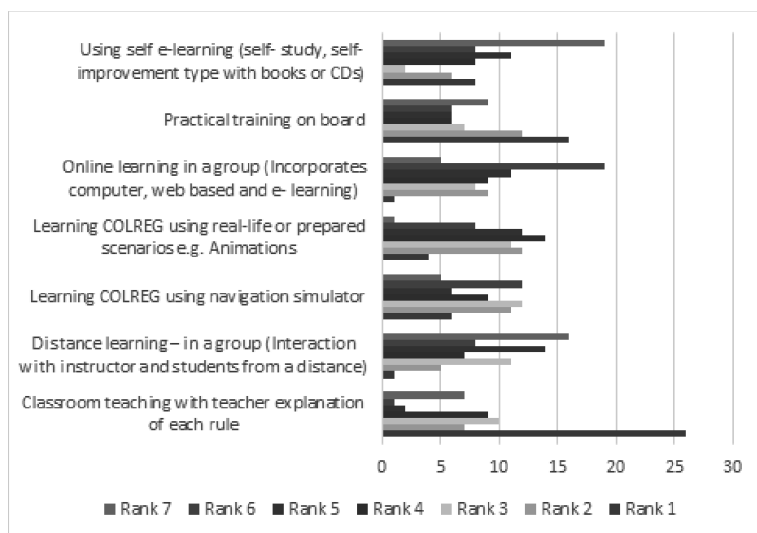 Using self e-learning (self- study, self-
improvement type with books or CDs)
Practical training on board
Online learning in a group (Incorporates
computer, web based and e- learning)
Learning COLREG using real-life or prepared
scenarios e.g. Animations
Learning COLREG using navigation simulator
Distance learning – in a group (Interaction
with instructor and students from a distance)
Classroom teaching with teacher explanation
of each rule
0 5 10 15 20 25 30
Rank 7 Rank 6 Rank 5 Rank 4 Rank 3 Rank 2 Rank 1